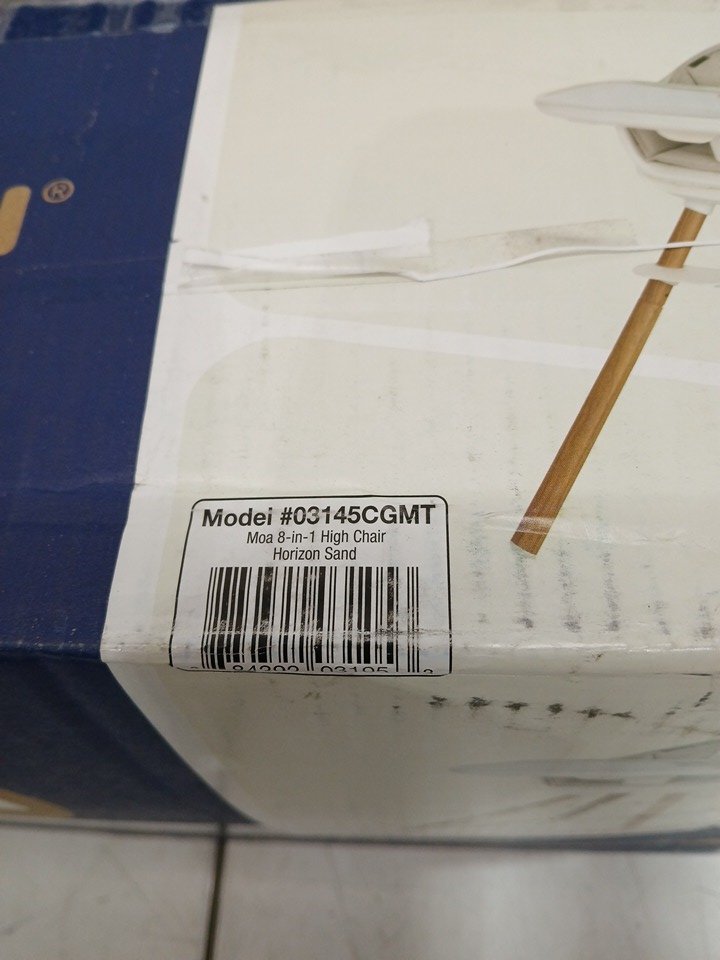 ®
Model #03145CGMT
Moa 8-in-1 High Chair
Horizon Sand